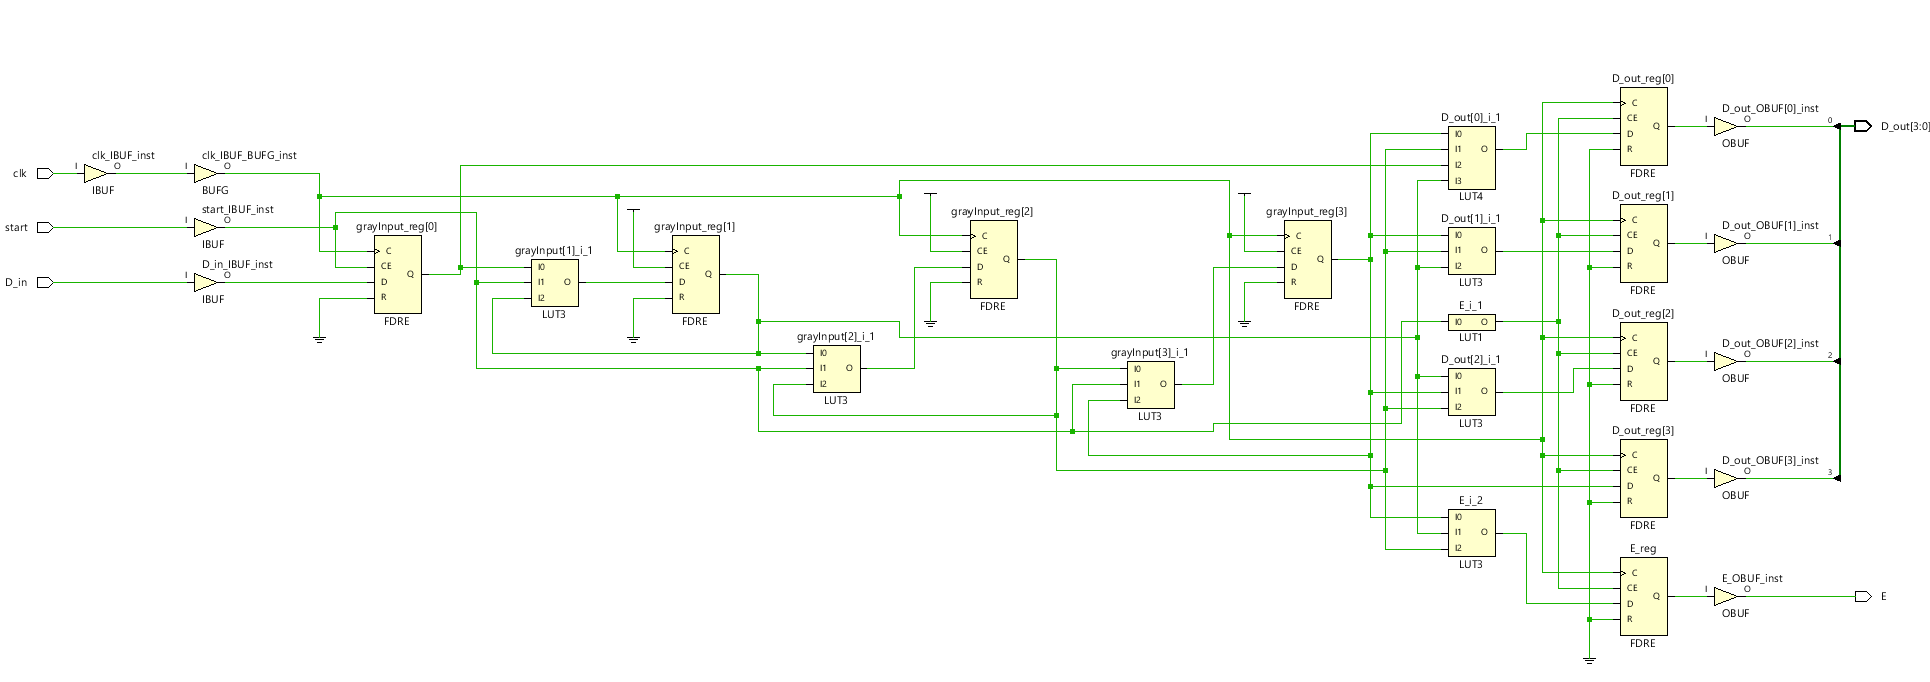 clk
I
clk_IBUF_inst
O
IBUF
I
clk_IBUF_BUFG_inst
O
BUFG
start
I
start_IBUF_inst
O
IBUF
D_in
I
D_in_IBUF_inst
O
IBUF
grayInput_reg[0]
C
CE
D
R
Q
FDRE
grayInput[1]_i_1
I0
I1
I2
O
LUT3
grayInput_reg[1]
C
CE
D
R
Q
FDRE
grayInput[2]_i_1
I0
I1
I2
O
LUT3
grayInput_reg[2]
C
CE
D
R
Q
FDRE
grayInput[3]_i_1
I0
I1
I2
O
LUT3
grayInput_reg[3]
C
CE
D
R
Q
FDRE
D_out[0]_i_1
I0
I1
I2
I3
O
LUT4
D_out[1]_i_1
I0
I1
I2
O
LUT3
E_i_1
I0
O
LUT1
D_out[2]_i_1
I0
I1
I2
O
LUT3
E_i_2
I0
I1
I2
O
LUT3
D_out_reg[0]
C
CE
D
R
Q
FDRE
D_out_reg[1]
C
CE
D
R
Q
FDRE
D_out_reg[2]
C
CE
D
R
Q
FDRE
D_out_reg[3]
C
CE
D
R
Q
FDRE
E_reg
C
CE
D
R
Q
FDRE
D_out_OBUF[0]_inst
I
O
OBUF
0
D_out[3:0]
D_out_OBUF[1]_inst
I
O
OBUF
1
D_out_OBUF[2]_inst
I
O
OBUF
2
D_out_OBUF[3]_inst
I
O
OBUF
3
E_OBUF_inst
I
O
OBUF
E